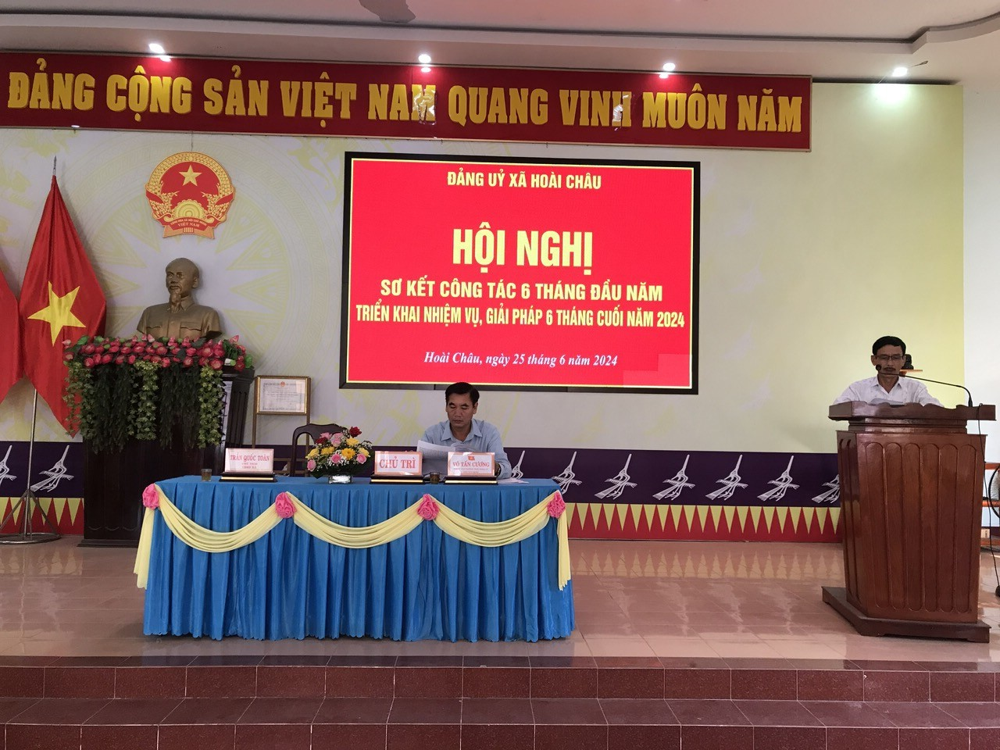 ĐẢNG CỘNG SẢN VIỆT NAM QUANG VINH MUÔN NĂM
ĐẢNG UỶ XÃ HOÀI CHÂU
HỘI NGHỊ
SƠ KẾT CÔNG TÁC 6 THÁNG ĐẦU NĂM
TRIỂN KHAI NHIỆM VỤ, GIẢI PHÁP 6 THÁNG CUỐI NĂM 2024
Hoài Châu, ngày 25 tháng 6 năm 2024
VIỆT NAM
TRẦN QUỐC TOẢN
CHỦ TRÌ
VÕ TẤN CƯỜNG